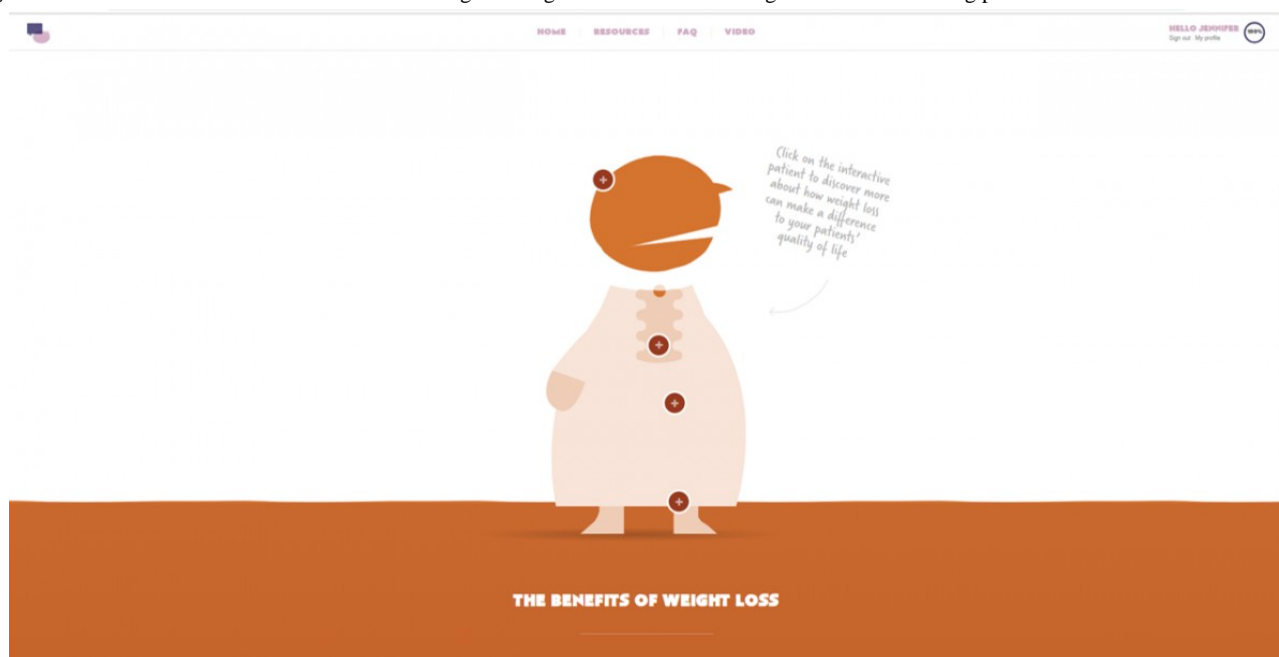 HOME RESOURCES FAQ VIDEO
HELLO JENNIFER
Sign out My profile
100%
Click on the interactive
patient to discover more
about how weight loss
can make a difference
to your patients'
quality of life
THE BENEFITS OF WEIGHT LOSS